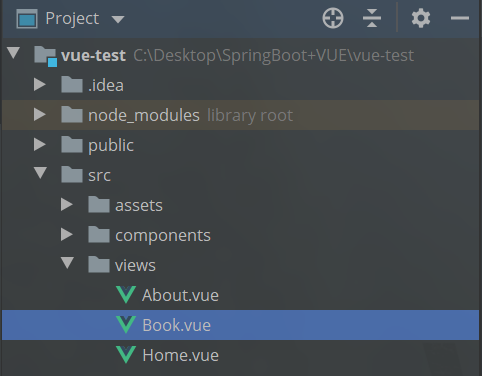 Project
vue-test C:\Desktop\SpringBoot+VUE\vue-test
.idea
node_modules library root
public
src
assets
components
views
About.vue
Book.vue
Home.vue